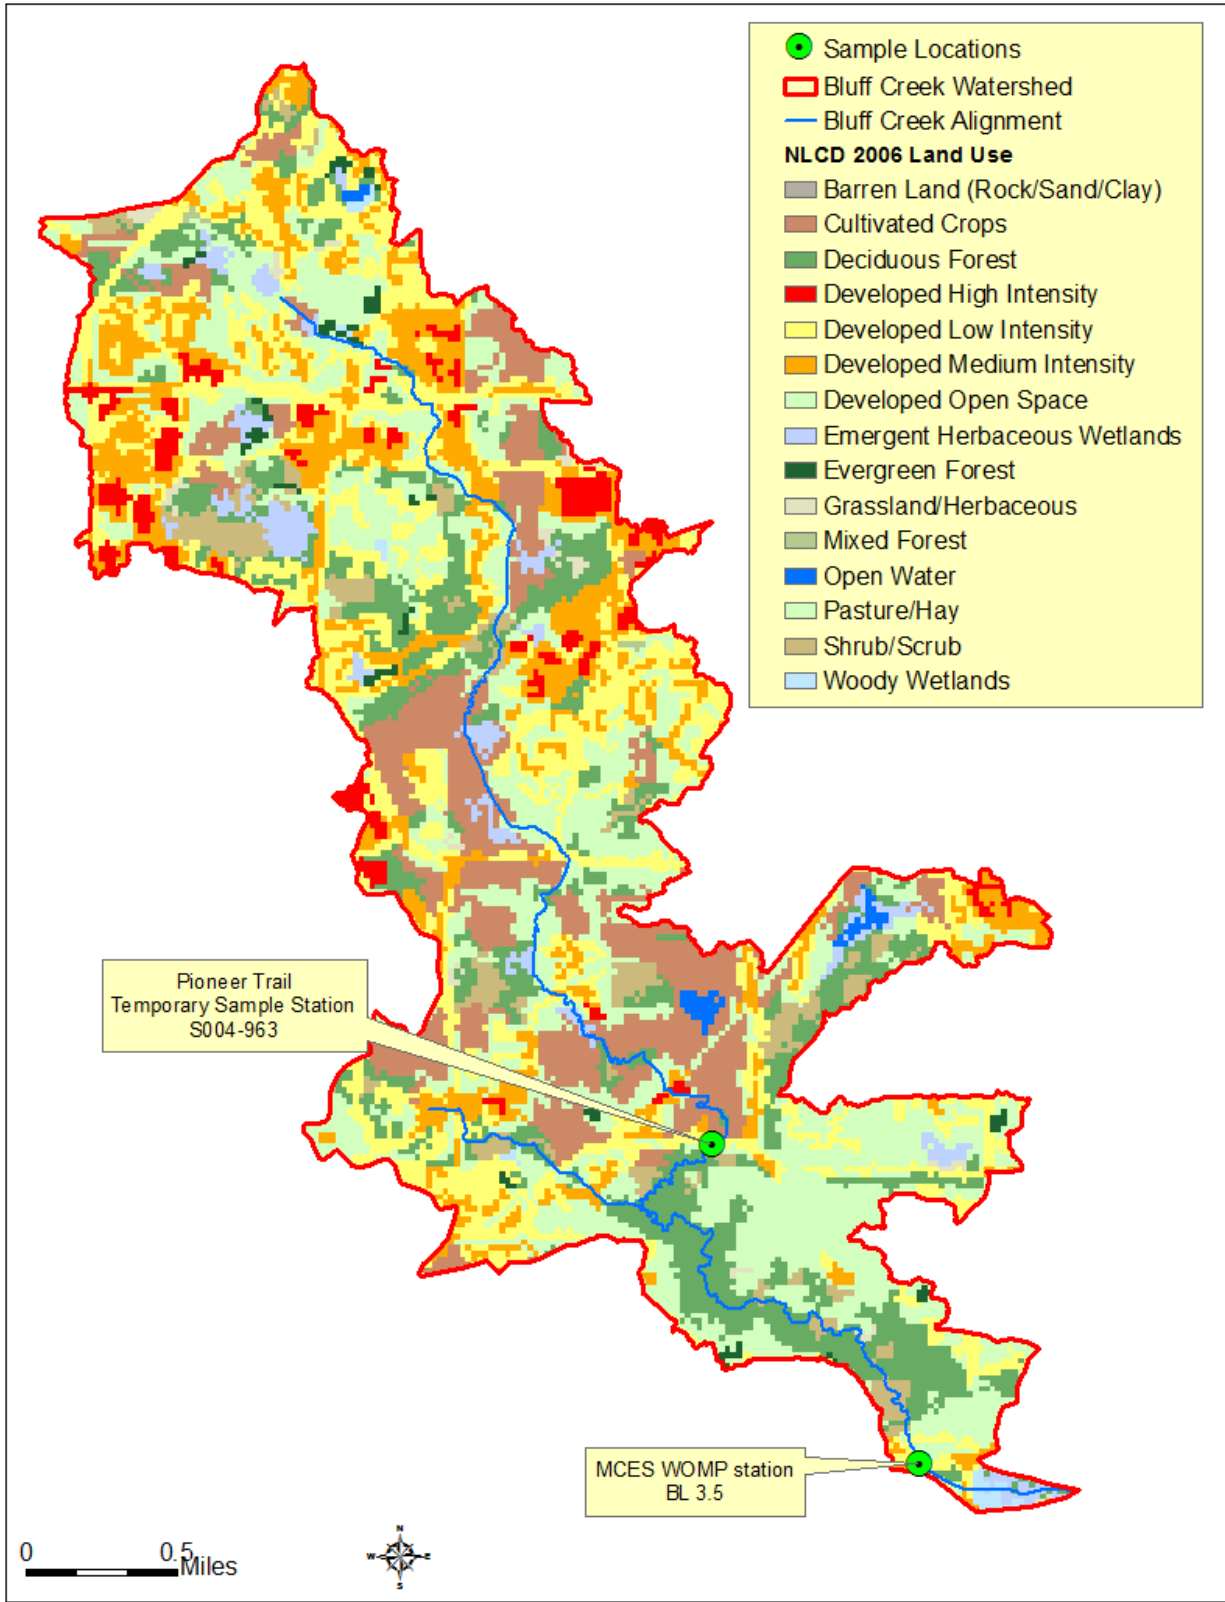 Sample Locations
Bluff Creek Watershed
Bluff Creek Alignment
NLCD 2006 Land Use
Barren Land (Rock/Sand/Clay)
Cultivated Crops
Deciduous Forest
Developed High Intensity
Developed Low Intensity
Developed Medium Intensity
Developed Open Space
Emergent Herbaceous Wetlands
Evergreen Forest
Grassland/Herbaceous
Mixed Forest
Open Water
Pasture/Hay
Shrub/Scrub
Woody Wetlands
Pioneer Trail
Temporary Sample Station
S004-963
MCES WOMP station
BL 3.5
0 0.5
Miles
N
W E
S